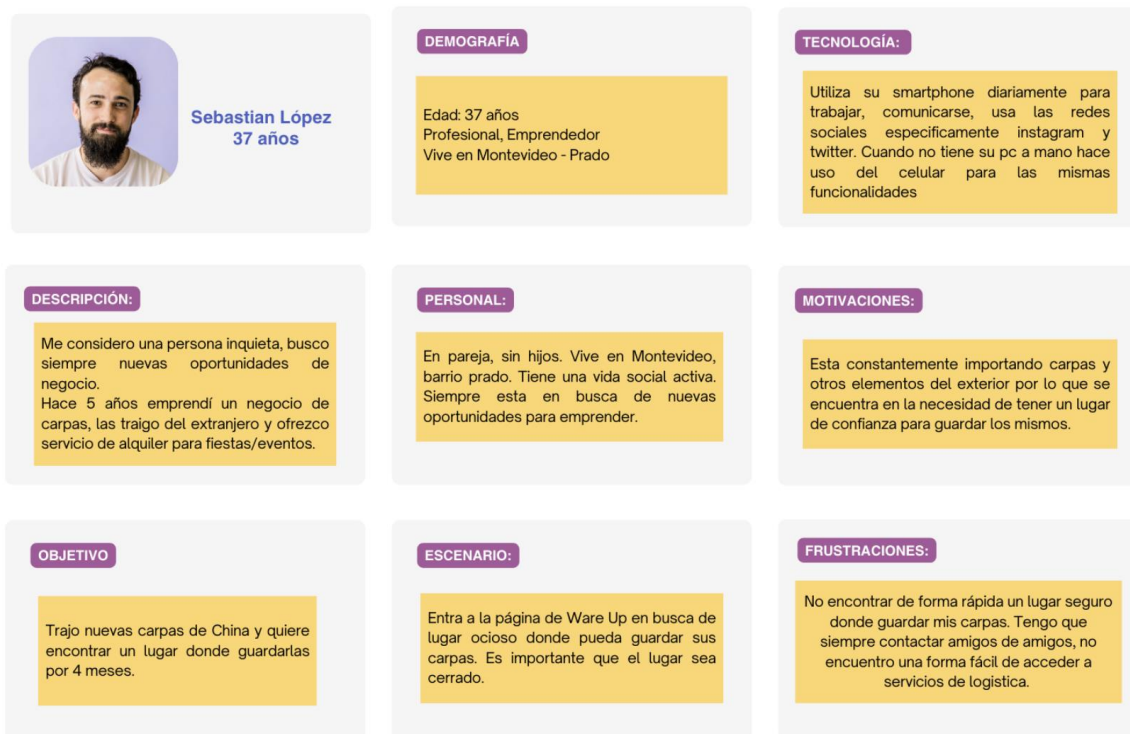 Sebastian López
37 años
DEMOGRAFÍA
Edad: 37 años
Profesional, Emprendedor
Vive en Montevideo - Prado
TECNOLOGÍA:
Utiliza su smartphone diariamente para
trabajar, comunicarse, usa las redes
sociales especificamente instagram y
twitter. Cuando no tiene su pc a mano hace
uso del celular para las mismas
funcionalidades
DESCRIPCIÓN:
Me considero una persona inquieta, busco
siempre nuevas oportunidades de
negocio.
Hace 5 años emprendí un negocio de
carpas, las traigo del extranjero y ofrezco
servicio de alquiler para fiestas/eventos.
PERSONAL:
En pareja, sin hijos. Vive en Montevideo,
barrio prado. Tiene una vida social activa.
Siempre esta en busca de nuevas
oportunidades para emprender.
MOTIVACIONES:
Esta constantemente importando carpas y
otros elementos del exterior por lo que se
encuentra en la necesidad de tener un lugar
de confianza para guardar los mismos.
OBJETIVO
Trajo nuevas carpas de China y quiere
encontrar un lugar donde guardarlas
por 4 meses.
ESCENARIO:
Entra a la página de Ware Up en busca de
lugar ocioso donde pueda guardar sus
carpas. Es importante que el lugar sea
cerrado.
FRUSTRACIONES:
No encontrar de forma rápida un lugar seguro
donde guardar mis carpas. Tengo que
siempre contactar amigos de amigos, no
encuentro una forma fácil de acceder a
servicios de logistica.